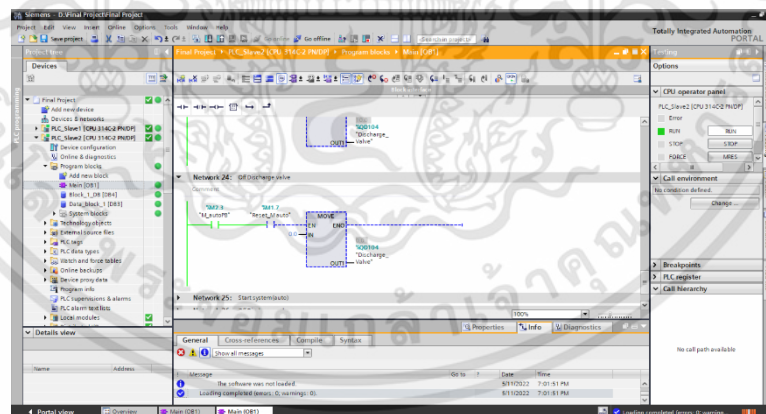 Siemens - D:\Final Project\Final Project
Project Edit View Insert Online Options Tools Window Help
Save project
Go offline
Totally Integrated Automation
PORTAL
Project tree
Final Project ▸ PLC_Slave2 [CPU 314C-2 PN/DP] ▸ Program blocks ▸ Main [OB1]
Testing
Devices
Options
PLC programming
Block interface
CPU operator panel
Final Project
Add new device
Devices & networks
PLC_Slave1 [CPU 314C-2 PN/DP]
PLC_Slave2 [CPU 314C-2 PN/DP]
Device configuration
Online & diagnostics
Program blocks
Add new block
Main [OB1]
Block_1_DB [DB4]
Data_block_1 [DB3]
System blocks
Technology objects
External source files
PLC tags
PLC data types
Watch and force tables
Online backups
Device proxy data
Program info
PLC supervisions & alarms
PLC alarm text lists
Local modules
%QD104
"Discharge_
Valve"
OUT1
Network 24: Off Discharge valve
Comment
%M2.3
"M_autoPB"
%M1.7
"Reset_Mauto"
MOVE
EN ENO
0.0 IN
%QD104
"Discharge_
Valve"
OUT1
Network 25: Start system(auto)
100%
PLC_Slave2 [CPU 314C-2 PN/DP]
Error
RUN RUN
STOP STOP
FORCE MRES
Call environment
No condition defined.
Change...
Breakpoints
PLC register
Call hierarchy
No call path available
Details view
Name Address
Properties Info Diagnostics
General Cross-references Compile Syntax
Show all messages
Message Go to ? Date Time
The software was not loaded. 5/11/2022 7:01:51 PM
Loading completed (errors: 0; warnings: 0). 5/11/2022 7:01:51 PM
Portal view
Overview
Main (OB1)
Main (OB1)
Loading completed (errors: 0; warning...